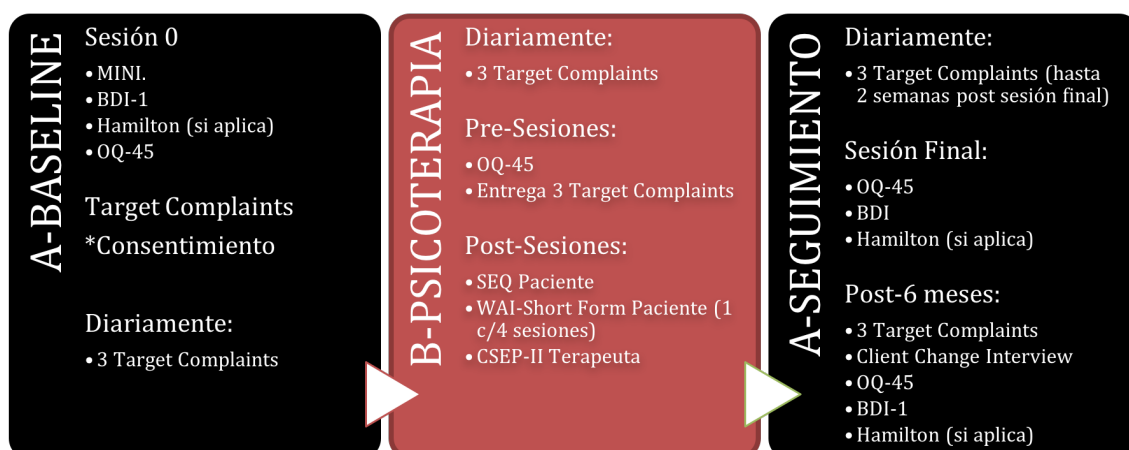 A-BASELINE
Sesión 0
• MINI.
• BDI-1
• Hamilton (si aplica)
• OQ-45
Target Complaints
*Consentimiento
Diariamente:
• 3 Target Complaints
B-PSICOTERAPIA
Diariamente:
• 3 Target Complaints
Pre-Sesiones:
• OQ-45
• Entrega 3 Target Complaints
Post-Sesiones:
• SEQ Paciente
• WAI-Short Form Paciente (1
c/4 sesiones)
• CSEP-II Terapeuta
A-SEGUIMIENTO
Diariamente:
• 3 Target Complaints (hasta
2 semanas post sesión final)
Sesión Final:
• OQ-45
• BDI
• Hamilton (si aplica)
Post-6 meses:
• 3 Target Complaints
• Client Change Interview
• OQ-45
• BDI-1
• Hamilton (si aplica)